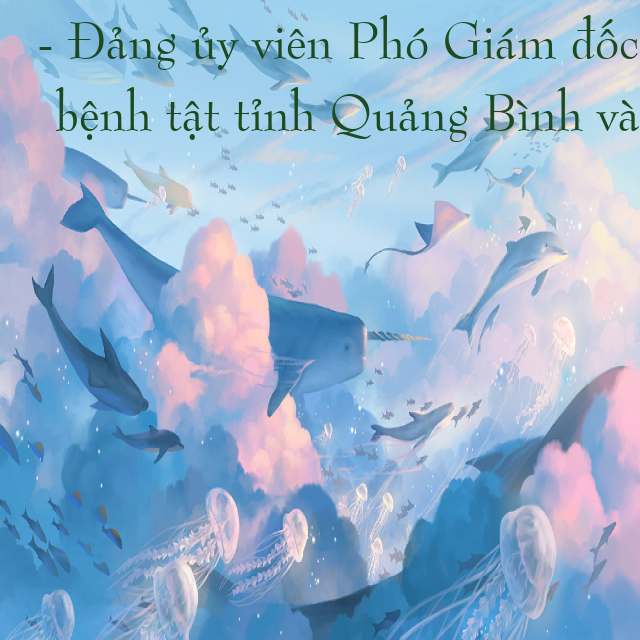 - Đảng ủy viên Phó Giám đốc
bệnh tật tỉnh Quảng Bình và